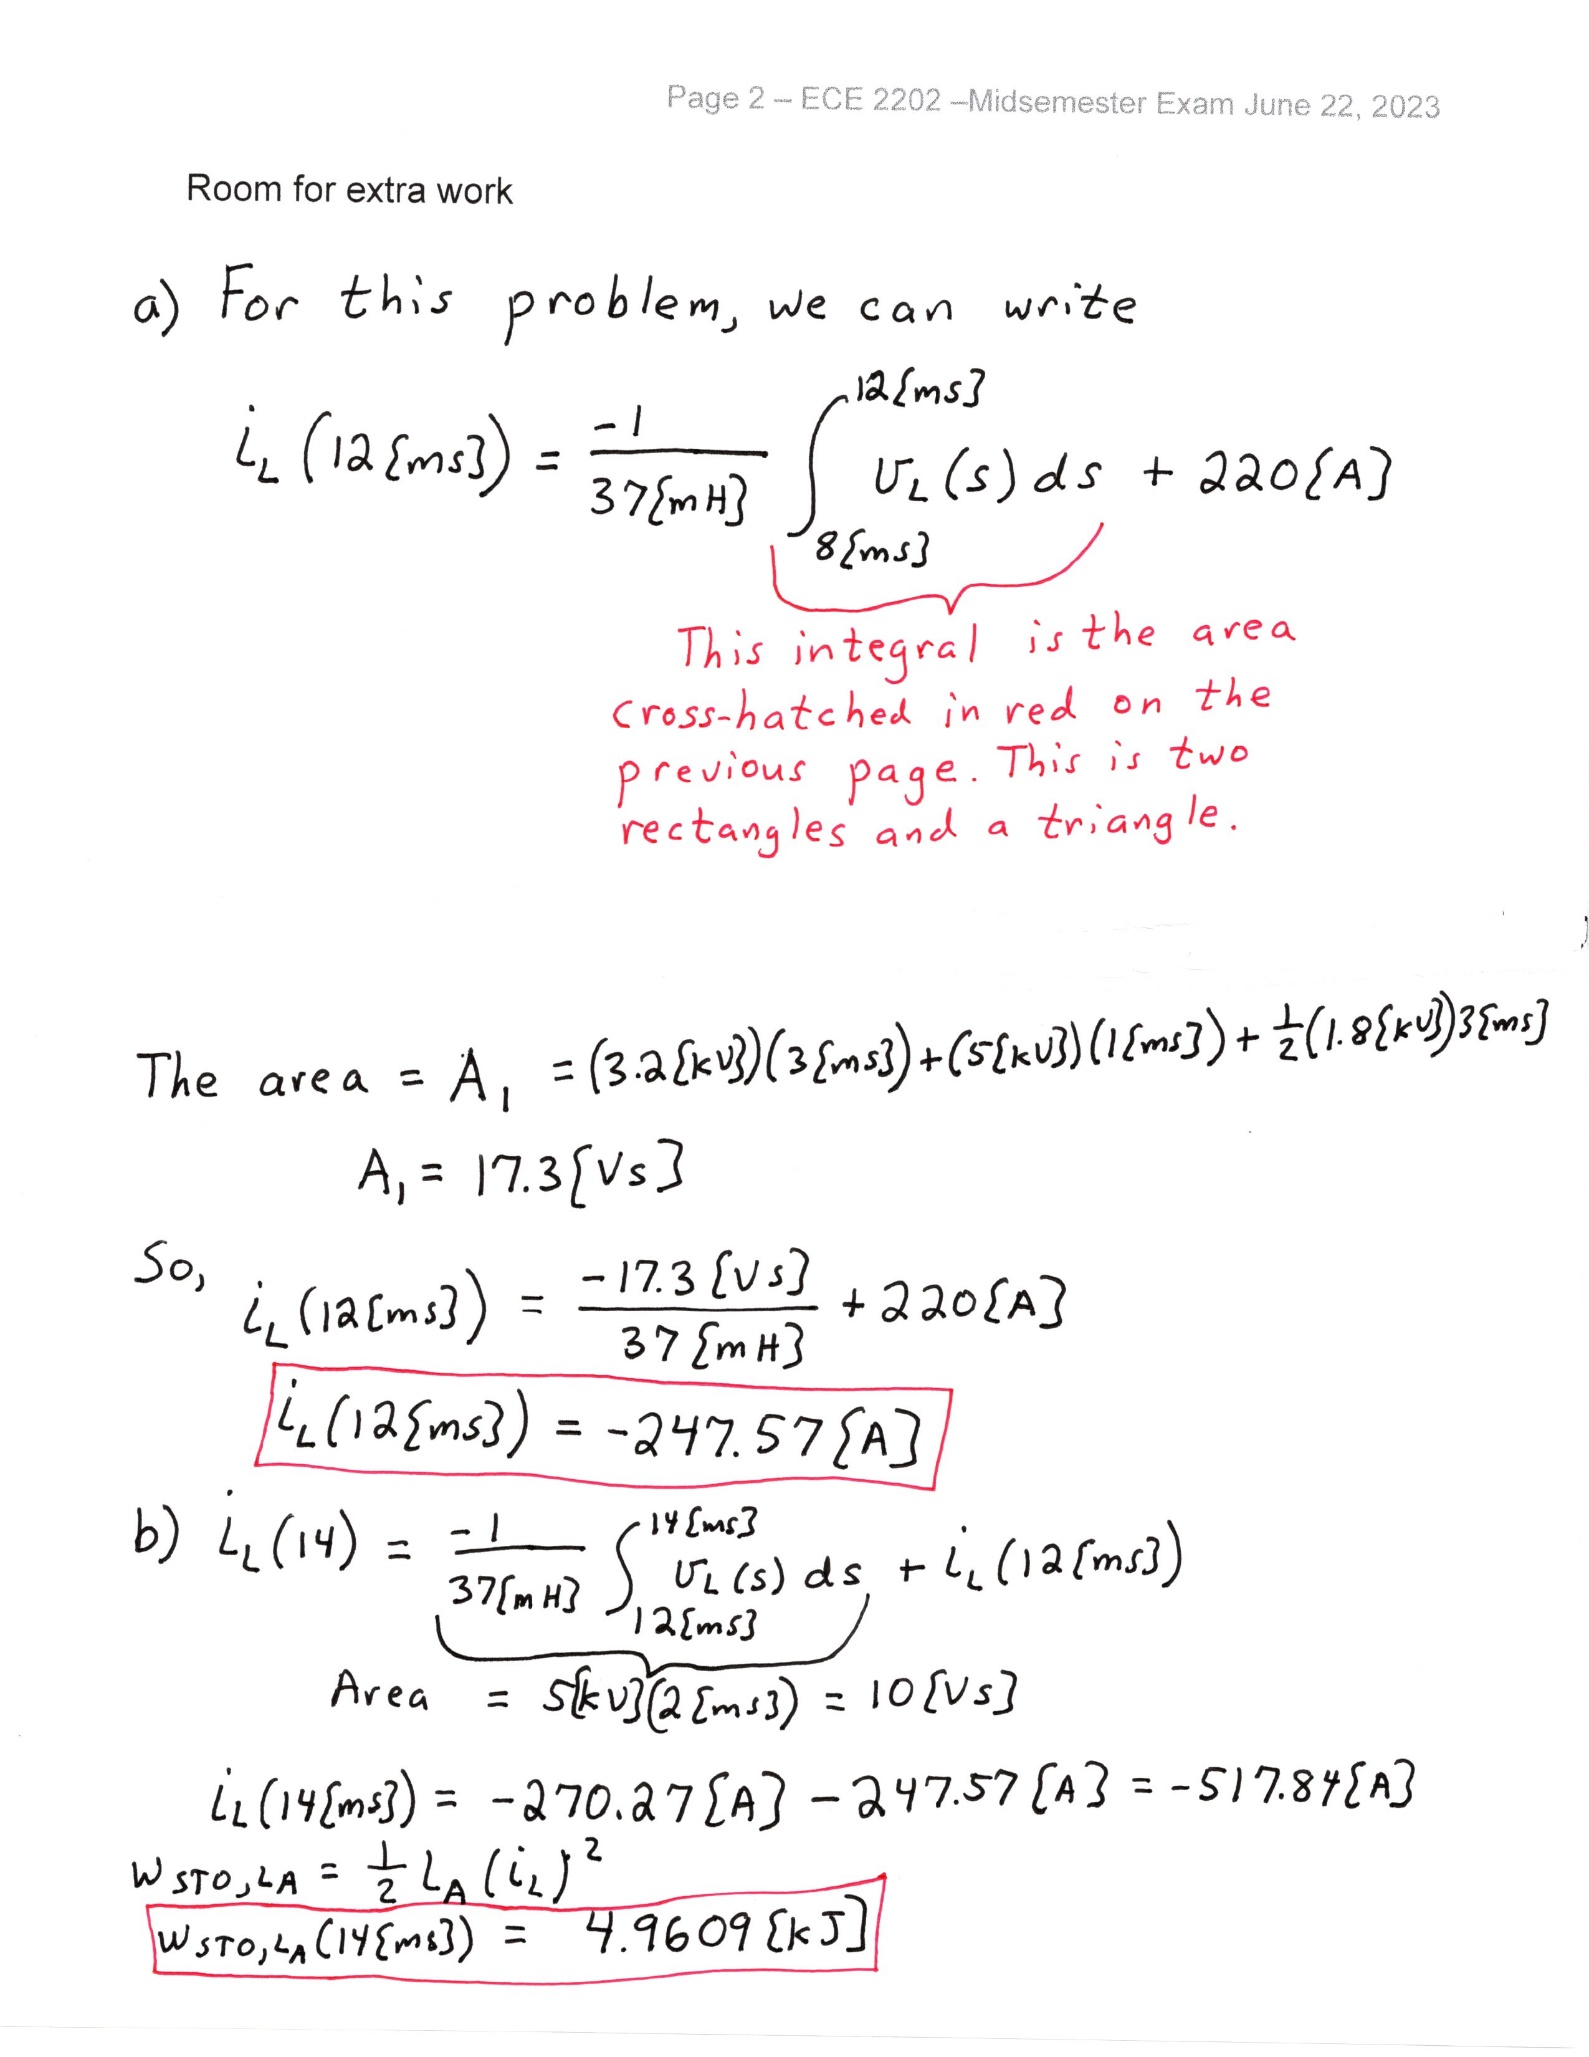 Page 2 – ECE 2202 –Midsemester Exam June 22, 2023
Room for extra work
a) For this problem, we can write
i_L (12{ms}) = -1/37{mH} ∫_8{ms}^12{ms} v_L(s) ds + 220{A}
This integral is the area
cross-hatched in red on the
previous page. This is two
rectangles and a triangle.
The area = A_1 = (3.2{kV})(3{ms})+(5{kV})(1{ms})+½(1.8{kV})3{ms}
A_1 = 17.3{Vs}
So,
i_L(12{ms}) = -17.3{Vs}/37{mH} + 220{A}
i_L(12{ms}) = -247.57{A}
b) i_L(14) = -1/37{mH} ∫_12{ms}^14{ms} v_L(s) ds + i_L(12{ms})
Area = 5{kV}(2{ms}) = 10{Vs}
i_L(14{ms}) = -270.27{A} - 247.57{A} = -517.84{A}
w_STO,LA = ½ L_A (i_L)²
w_STO,LA(14{ms}) = 4.9609{kJ}